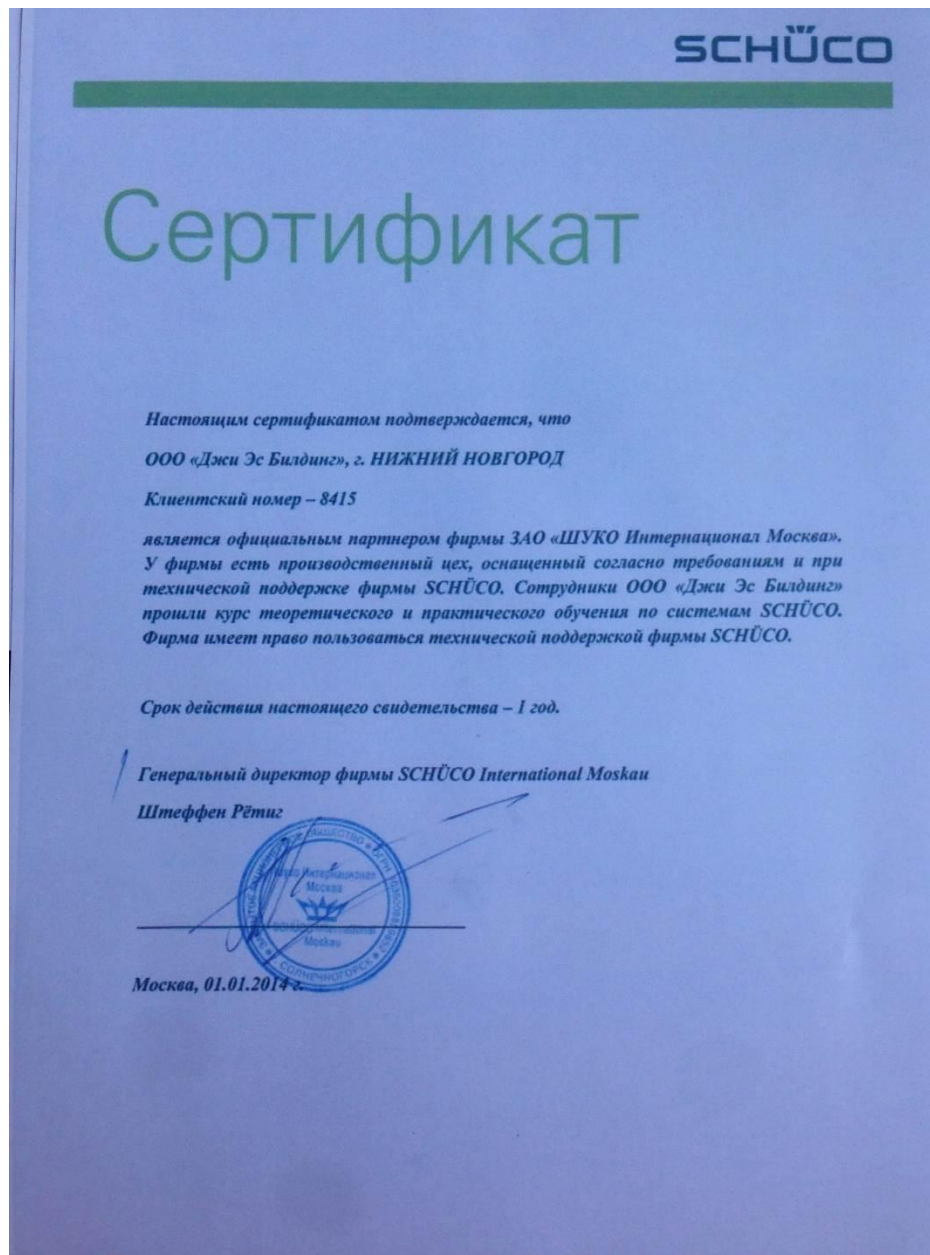 SCHÜCO
Сертификат
Настоящим сертификатом подтверждается, что
ООО «Джи Эс Билдинг», г. НИЖНИЙ НОВГОРОД
Клиентский номер – 8415
является официальным партнером фирмы ЗАО «ШУКО Интернационал Москва».
У фирмы есть производственный цех, оснащенный согласно требованиям и при
технической поддержке фирмы SCHÜCO. Сотрудники ООО «Джи Эс Билдинг»
прошли курс теоретического и практического обучения по системам SCHÜCO.
Фирма имеет право пользоваться технической поддержкой фирмы SCHÜCO.
Срок действия настоящего свидетельства – 1 год.
Генеральный директор фирмы SCHÜCO International Moskau
Штеффен Рётиг
Шуко Интернационал
Москва
SCHÜCO International
Moskau
СОЛНЕЧНОГОРСК
Москва, 01.01.2014 г.